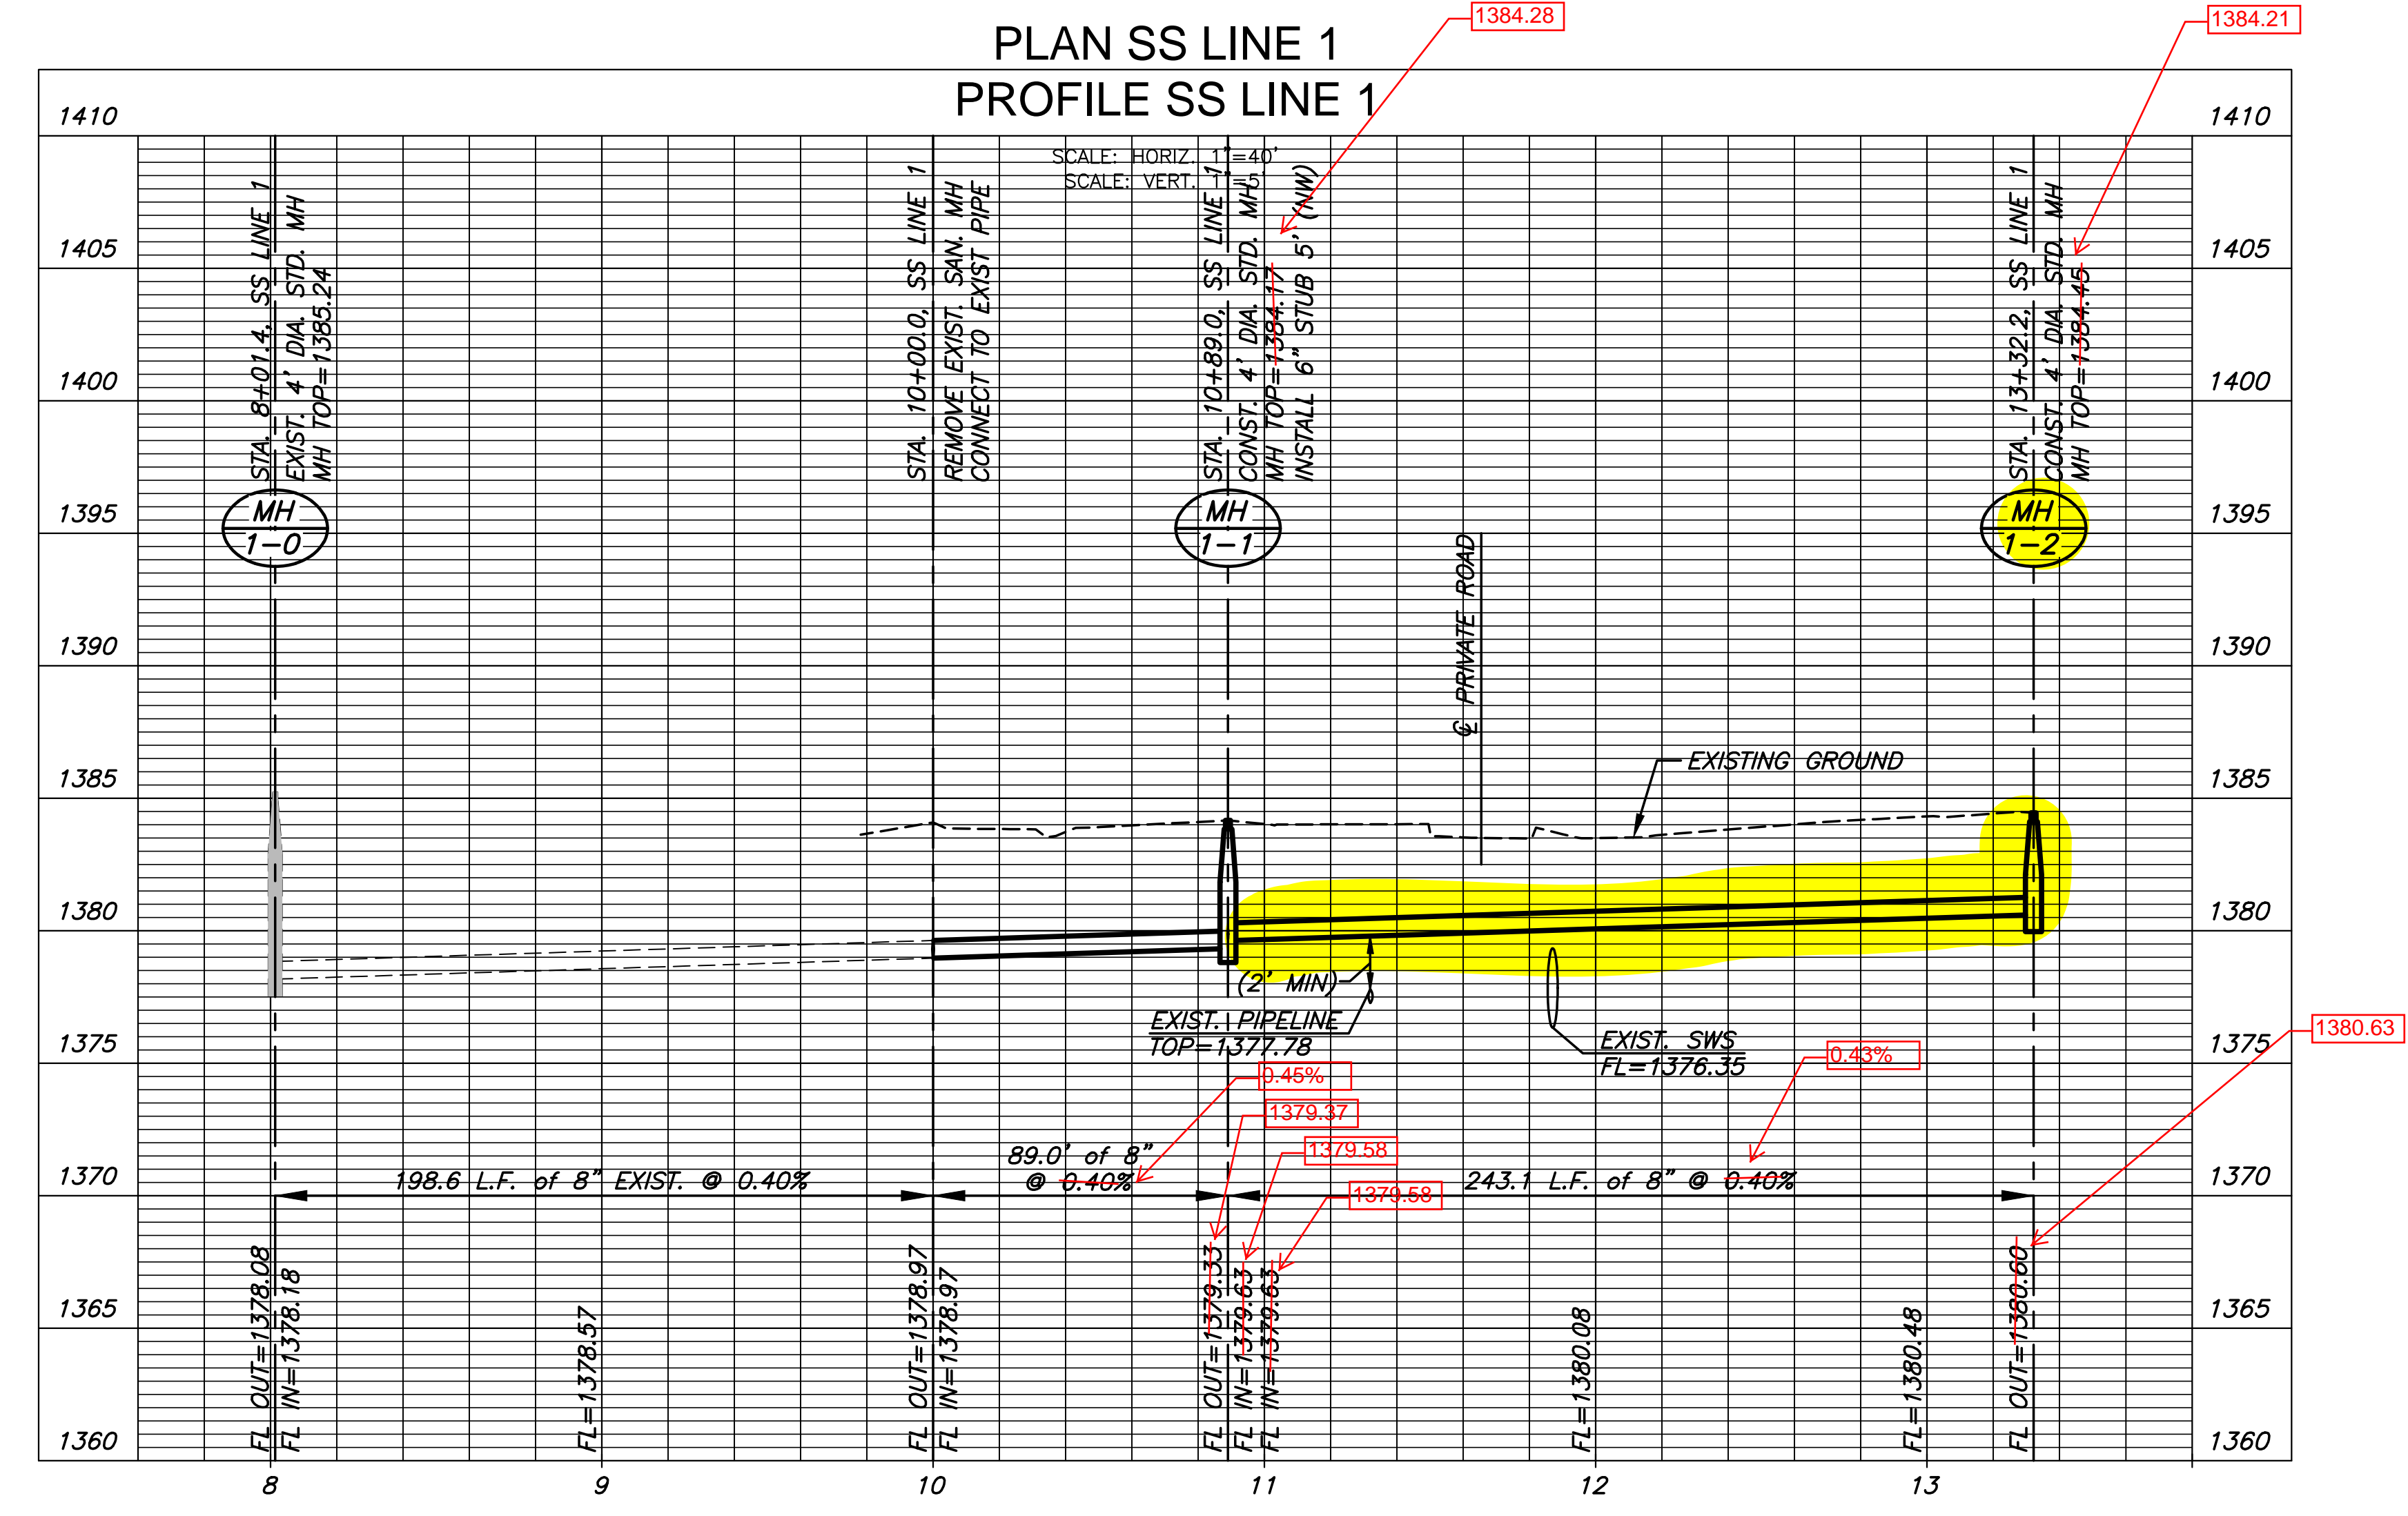 1384.28
1384.21
PLAN SS LINE 1
PROFILE SS LINE 1
1410
1410
SCALE: HORIZ. 1"=40'
SCALE: VERT. 1"=5'
1405
1405
1400
1400
1395
1395
1390
1390
1385
1385
1380
1380
1375
1375
1370
1370
1365
1365
1360
1360
STA. 8+01.4, SS LINE 1
EXIST. 4' DIA. STD. MH
MH TOP=1385.24
STA. 10+00.0, SS LINE 1
REMOVE EXIST. SAN. MH
CONNECT TO EXIST PIPE
STA. 10+89.0, SS LINE 1
CONST. 4' DIA. STD. MH
MH TOP=1384.17
INSTALL 6" STUB 5' (NW)
STA. 13+32.2, SS LINE 1
CONST. 4' DIA. STD. MH
MH TOP=1384.45
MH
1-0
MH
1-1
MH
1-2
℄ PRIVATE ROAD
EXISTING GROUND
(2' MIN)
EXIST. PIPELINE
TOP=1377.78
EXIST. SWS
FL=1376.35
1380.63
0.43%
0.45%
1379.37
1379.58
1379.58
198.6 L.F. of 8" EXIST. @ 0.40%
89.0' of 8"
@ 0.40%
243.1 L.F. of 8" @ 0.40%
FL OUT=1378.08
FL IN=1378.18
FL=1378.57
FL OUT=1378.97
FL IN=1378.97
FL OUT=1379.33
FL IN=1379.63
FL IN=1379.63
FL=1380.08
FL=1380.48
FL OUT=1380.60
8
9
10
11
12
13